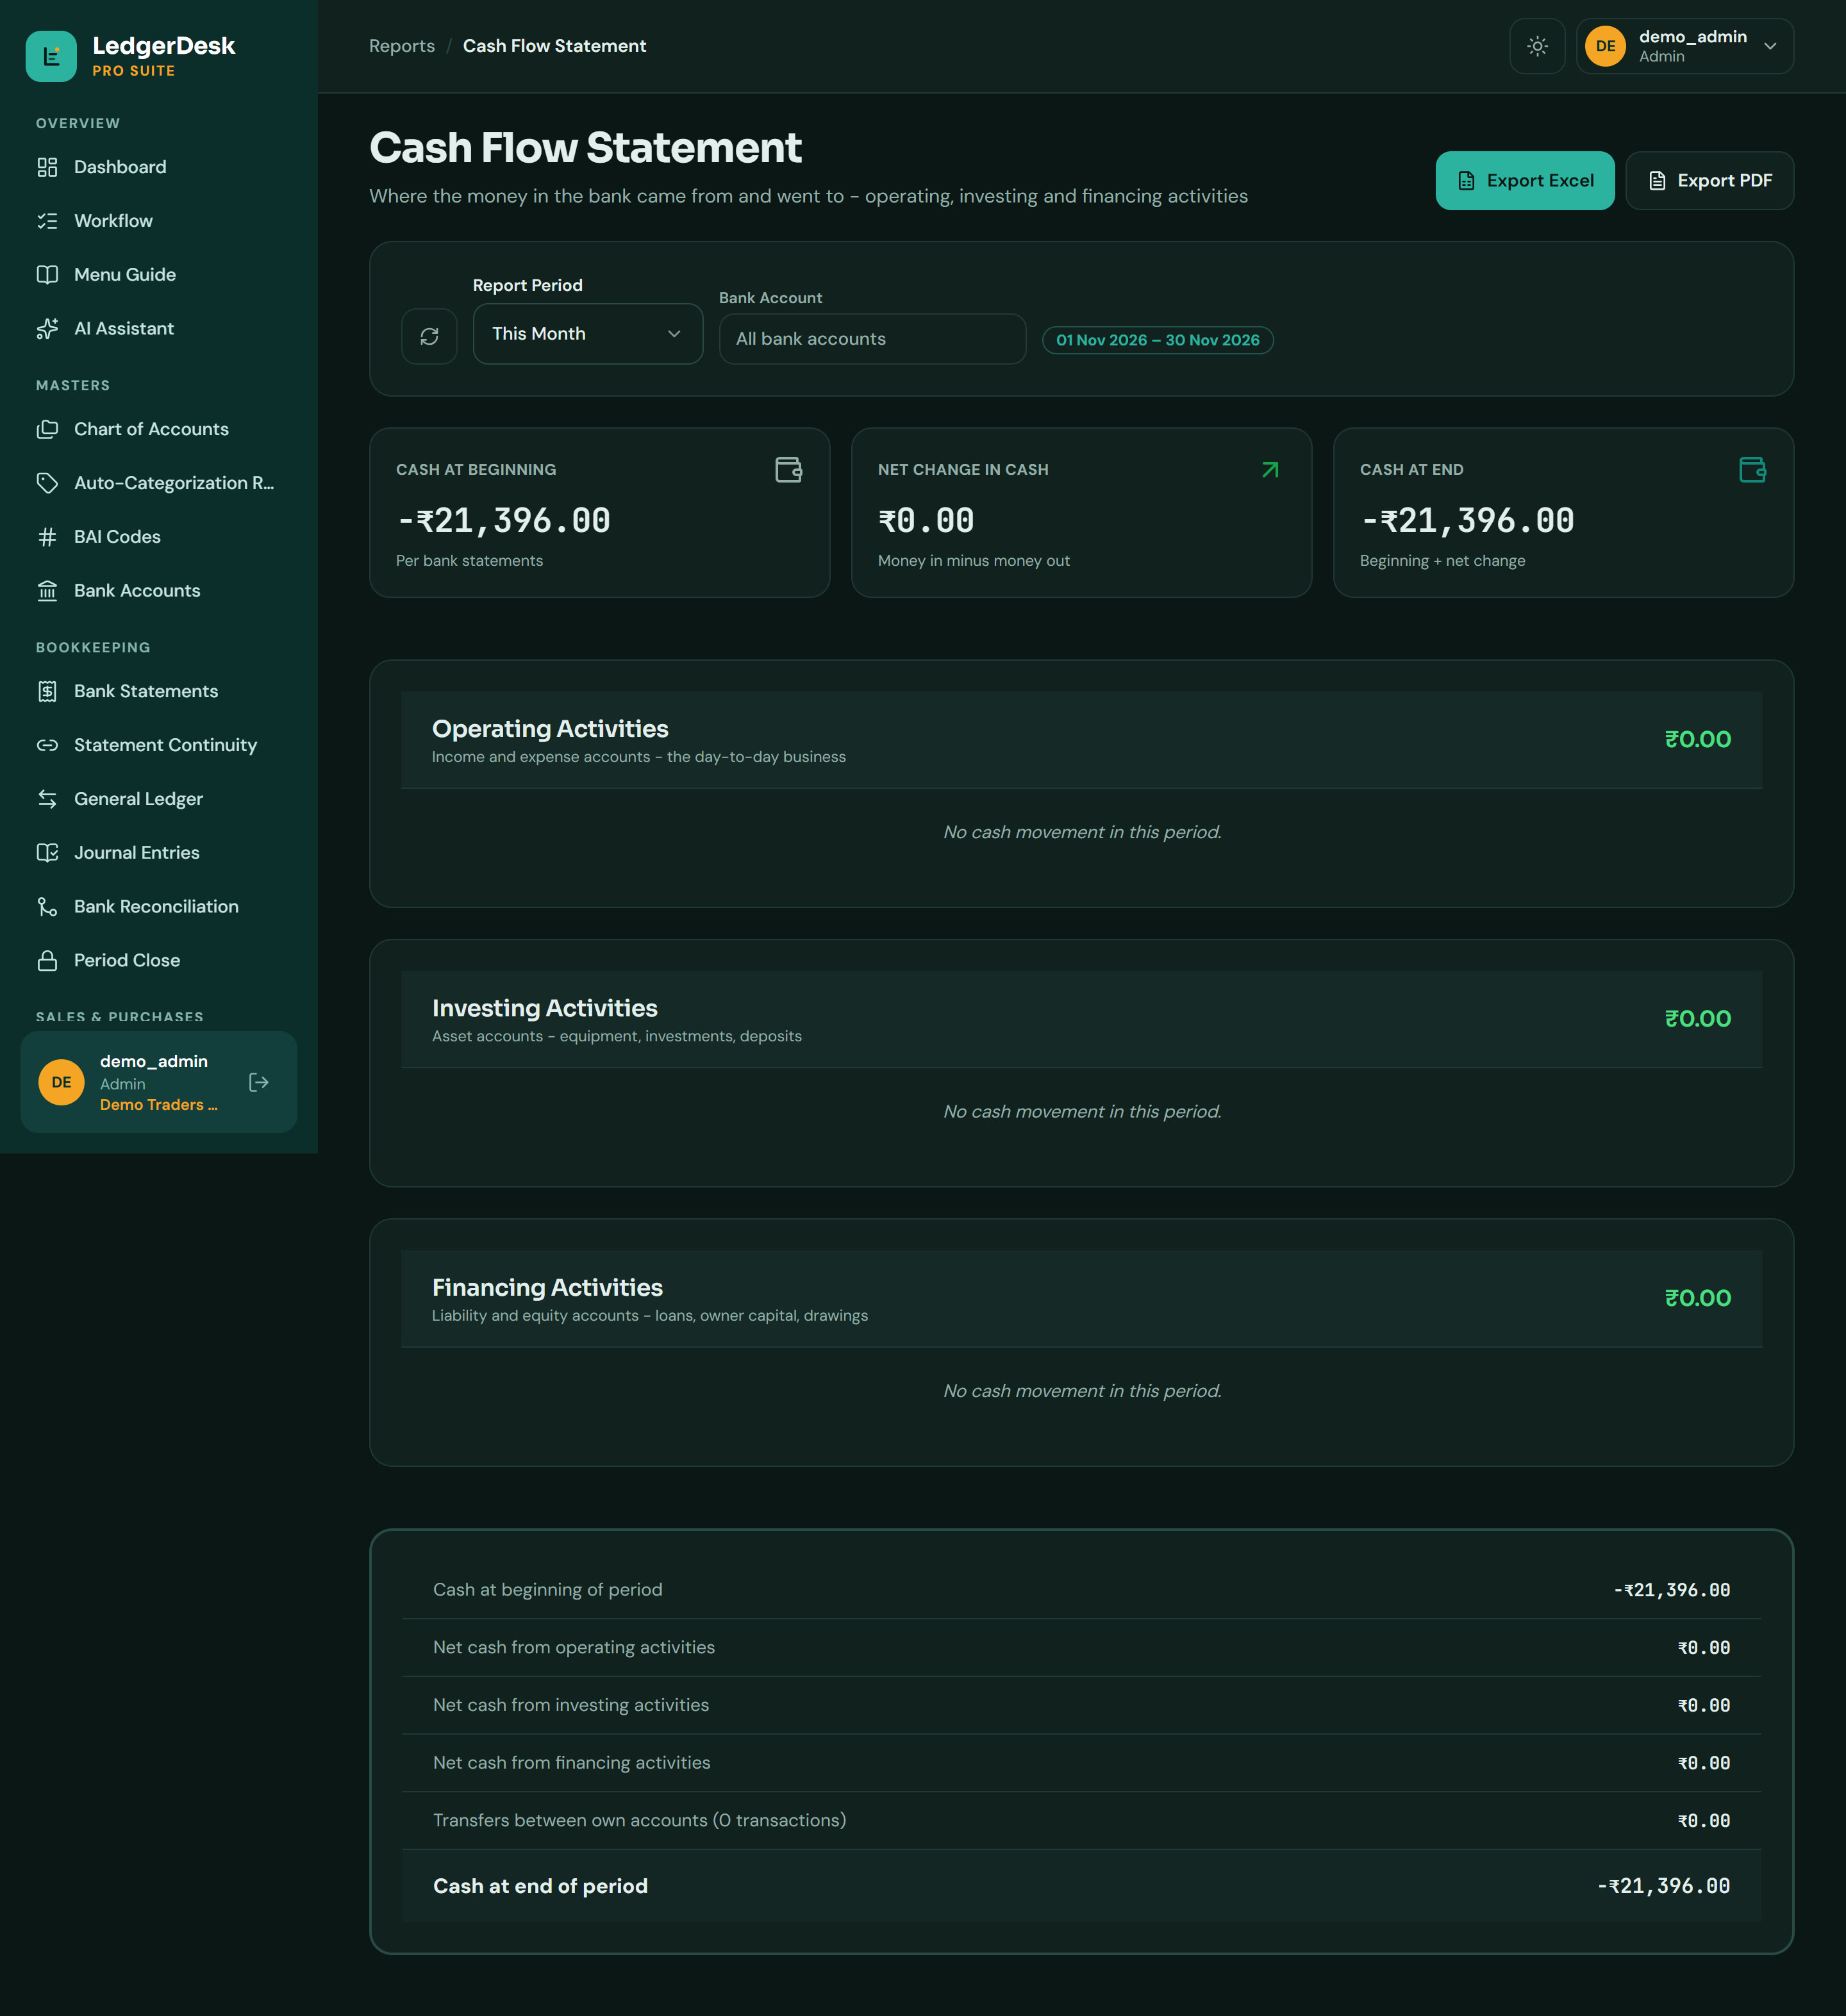 LedgerDesk
PRO SUITE
OVERVIEW
Dashboard
Workflow
Menu Guide
AI Assistant
MASTERS
Chart of Accounts
Auto-Categorization R...
BAI Codes
Bank Accounts
BOOKKEEPING
Bank Statements
Statement Continuity
General Ledger
Journal Entries
Bank Reconciliation
Period Close
SALES & PURCHASES
DE
demo_admin
Admin
Demo Traders ...
Reports / Cash Flow Statement
DE
demo_admin
Admin
Cash Flow Statement
Where the money in the bank came from and went to - operating, investing and financing activities
Export Excel
Export PDF
Report Period
This Month
Bank Account
All bank accounts
01 Nov 2026 – 30 Nov 2026
CASH AT BEGINNING
-₹21,396.00
Per bank statements
NET CHANGE IN CASH
₹0.00
Money in minus money out
CASH AT END
-₹21,396.00
Beginning + net change
Operating Activities
Income and expense accounts - the day-to-day business
₹0.00
No cash movement in this period.
Investing Activities
Asset accounts - equipment, investments, deposits
₹0.00
No cash movement in this period.
Financing Activities
Liability and equity accounts - loans, owner capital, drawings
₹0.00
No cash movement in this period.
Cash at beginning of period -₹21,396.00
Net cash from operating activities ₹0.00
Net cash from investing activities ₹0.00
Net cash from financing activities ₹0.00
Transfers between own accounts (0 transactions) ₹0.00
Cash at end of period -₹21,396.00